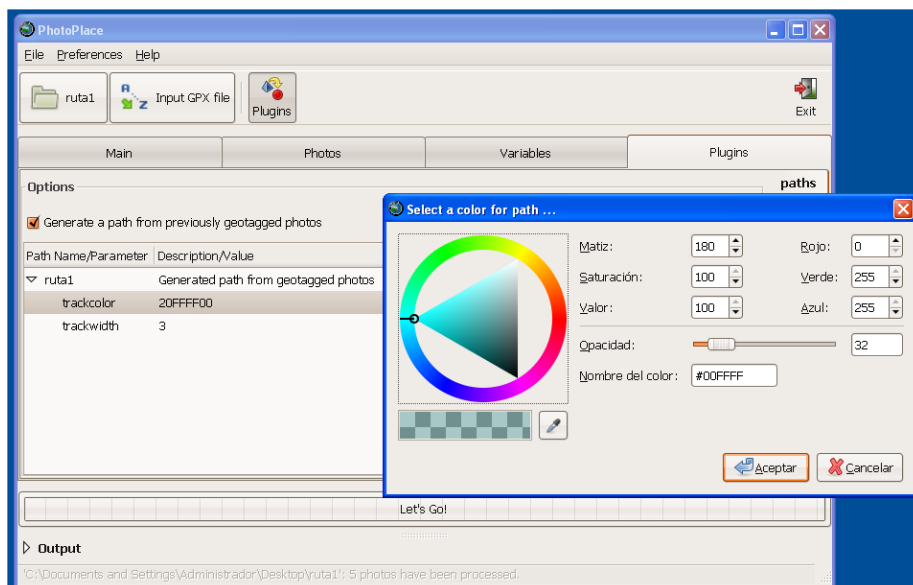 PhotoPlace
File Preferences Help
ruta1
A
Z
Input GPX file
Plugins
Exit
Main Photos Variables Plugins
Options
paths
Generate a path from previously geotagged photos
Path Name/Parameter Description/Value
ruta1 Generated path from geotagged photos
trackcolor 20FFFF00
trackwidth 3
Select a color for path ...
Matiz: 180 Rojo: 0
Saturación: 100 Verde: 255
Valor: 100 Azul: 255
Opacidad: 32
Nombre del color: #00FFFF
Aceptar Cancelar
Let's Go!
Output
'C:\Documents and Settings\Administrador\Desktop\ruta1': 5 photos have been processed.